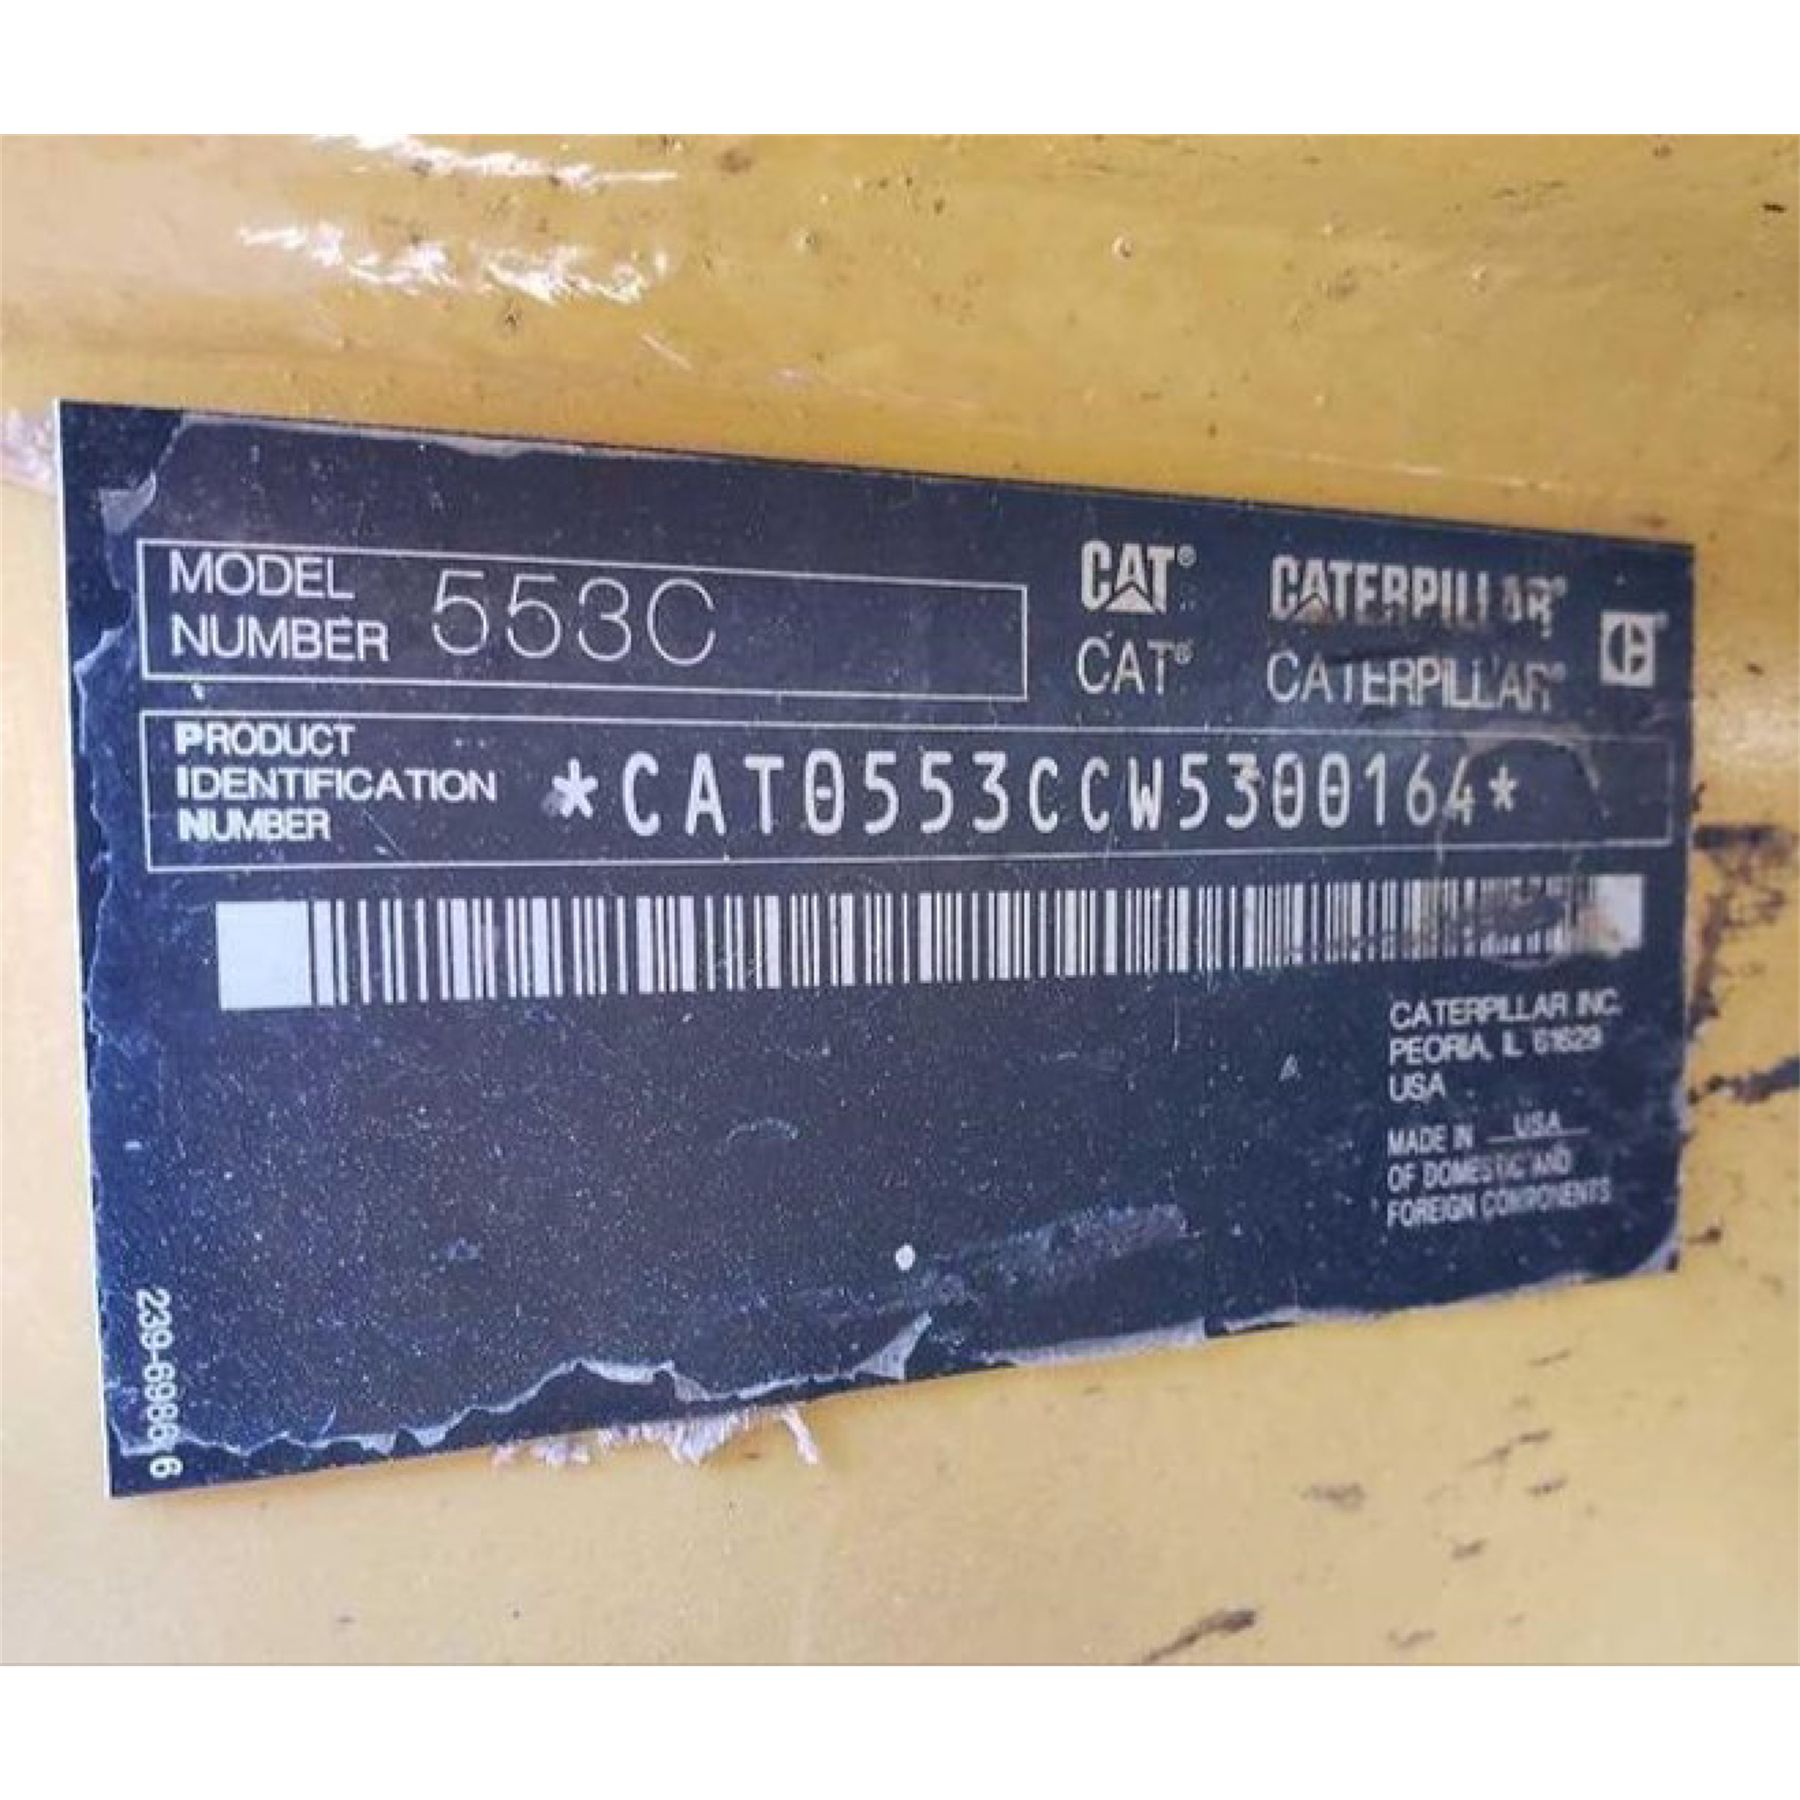 MODEL
NUMBER 553C
CAT® CATERPILLAR®
CAT® CATERPILLAR®
PRODUCT
IDENTIFICATION
NUMBER
*CAT0553CCW5300164*
CATERPILLAR INC.
PEORIA, IL 61629
USA
MADE IN USA
OF DOMESTIC AND
FOREIGN COMPONENTS